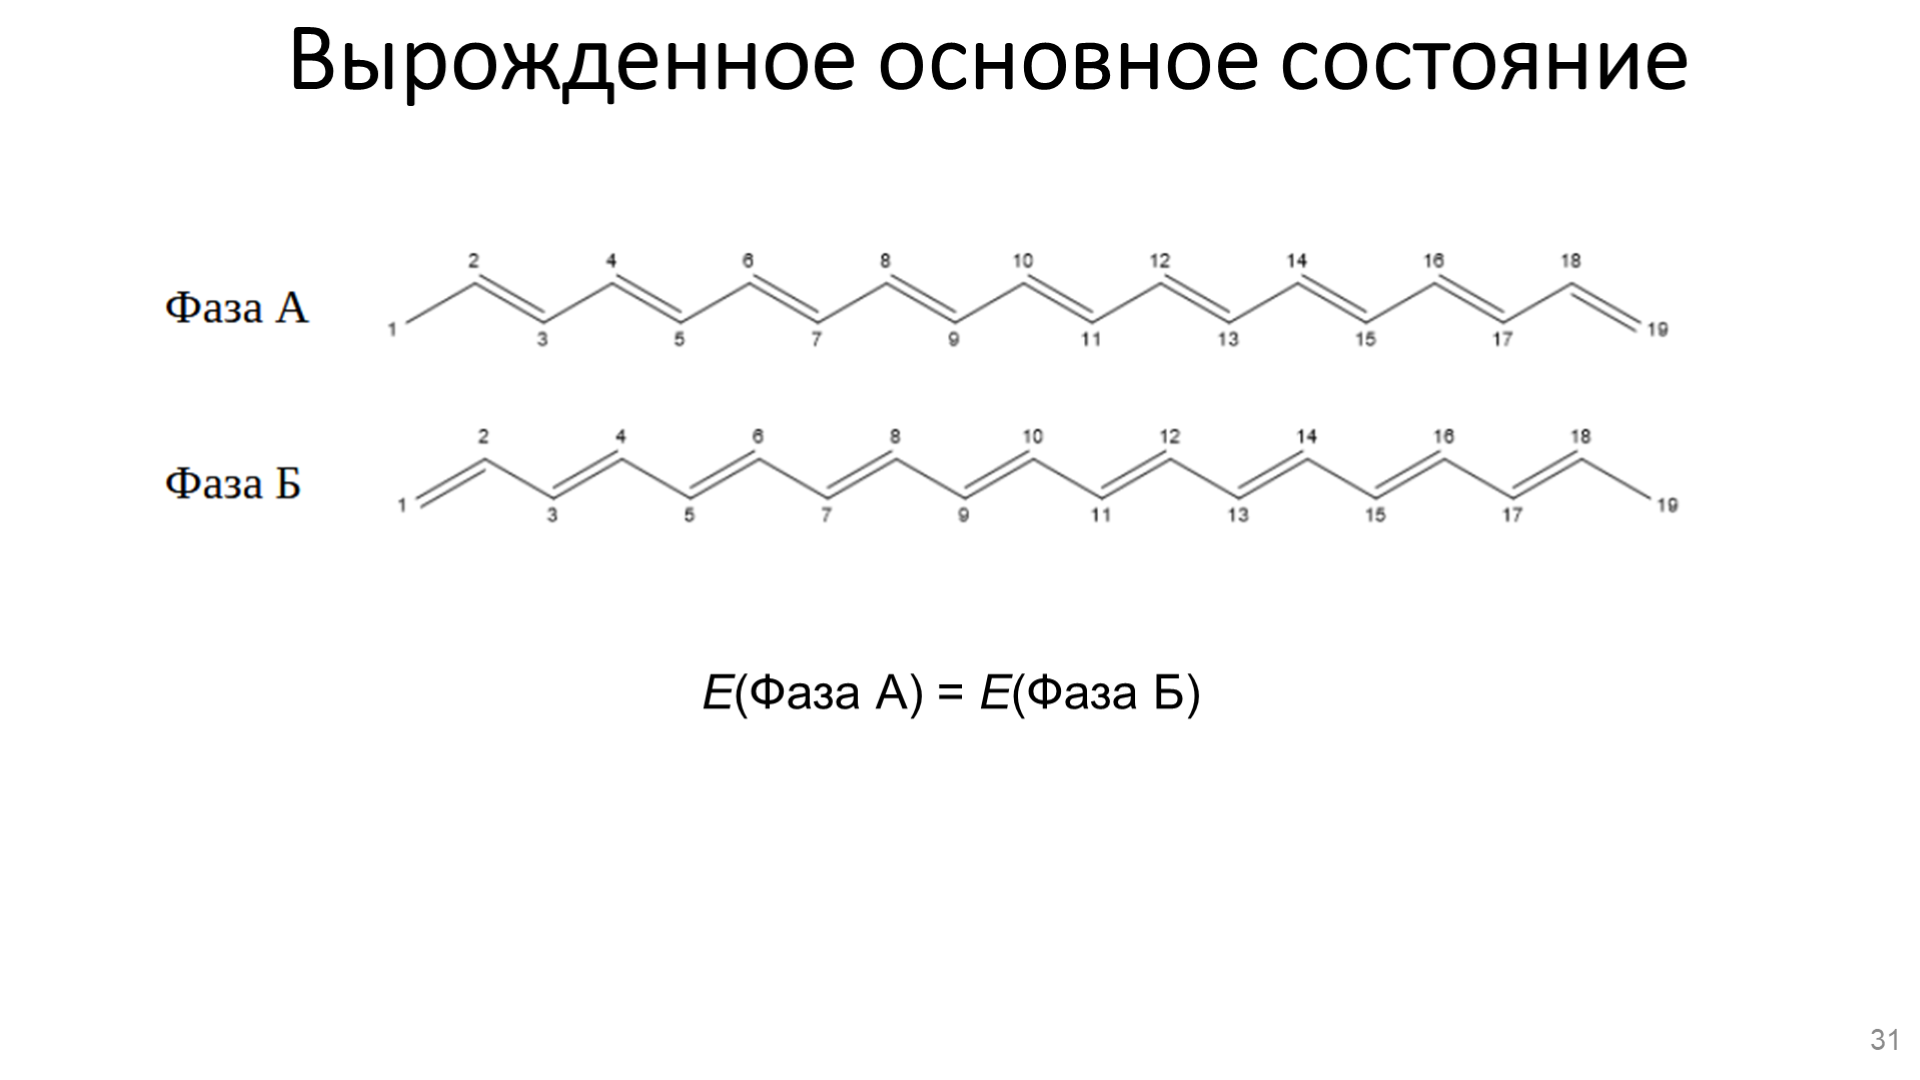 Вырожденное основное состояние
2 4 6 8 10 12 14 16 18
Фаза А
1 3 5 7 9 11 13 15 17 19
2 4 6 8 10 12 14 16 18
Фаза Б
1 3 5 7 9 11 13 15 17 19
E(Фаза А) = E(Фаза Б)
31